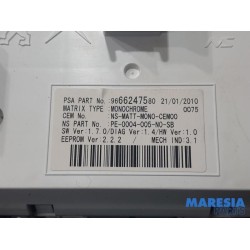 PSA PART No. 9666247580 21/01/2010
MATRIX TYPE :MONOCHROME 0075
CEM No. :NS-MATT-MONO-CEM00
NS PART No. :PE-0004-005-NO-SB
SW Ver :1.7.0/DIAG Ver :1.4/HW Ver :1.0
EEPROM Ver :2.2.2 / MECH IND :3.1
MARESIA